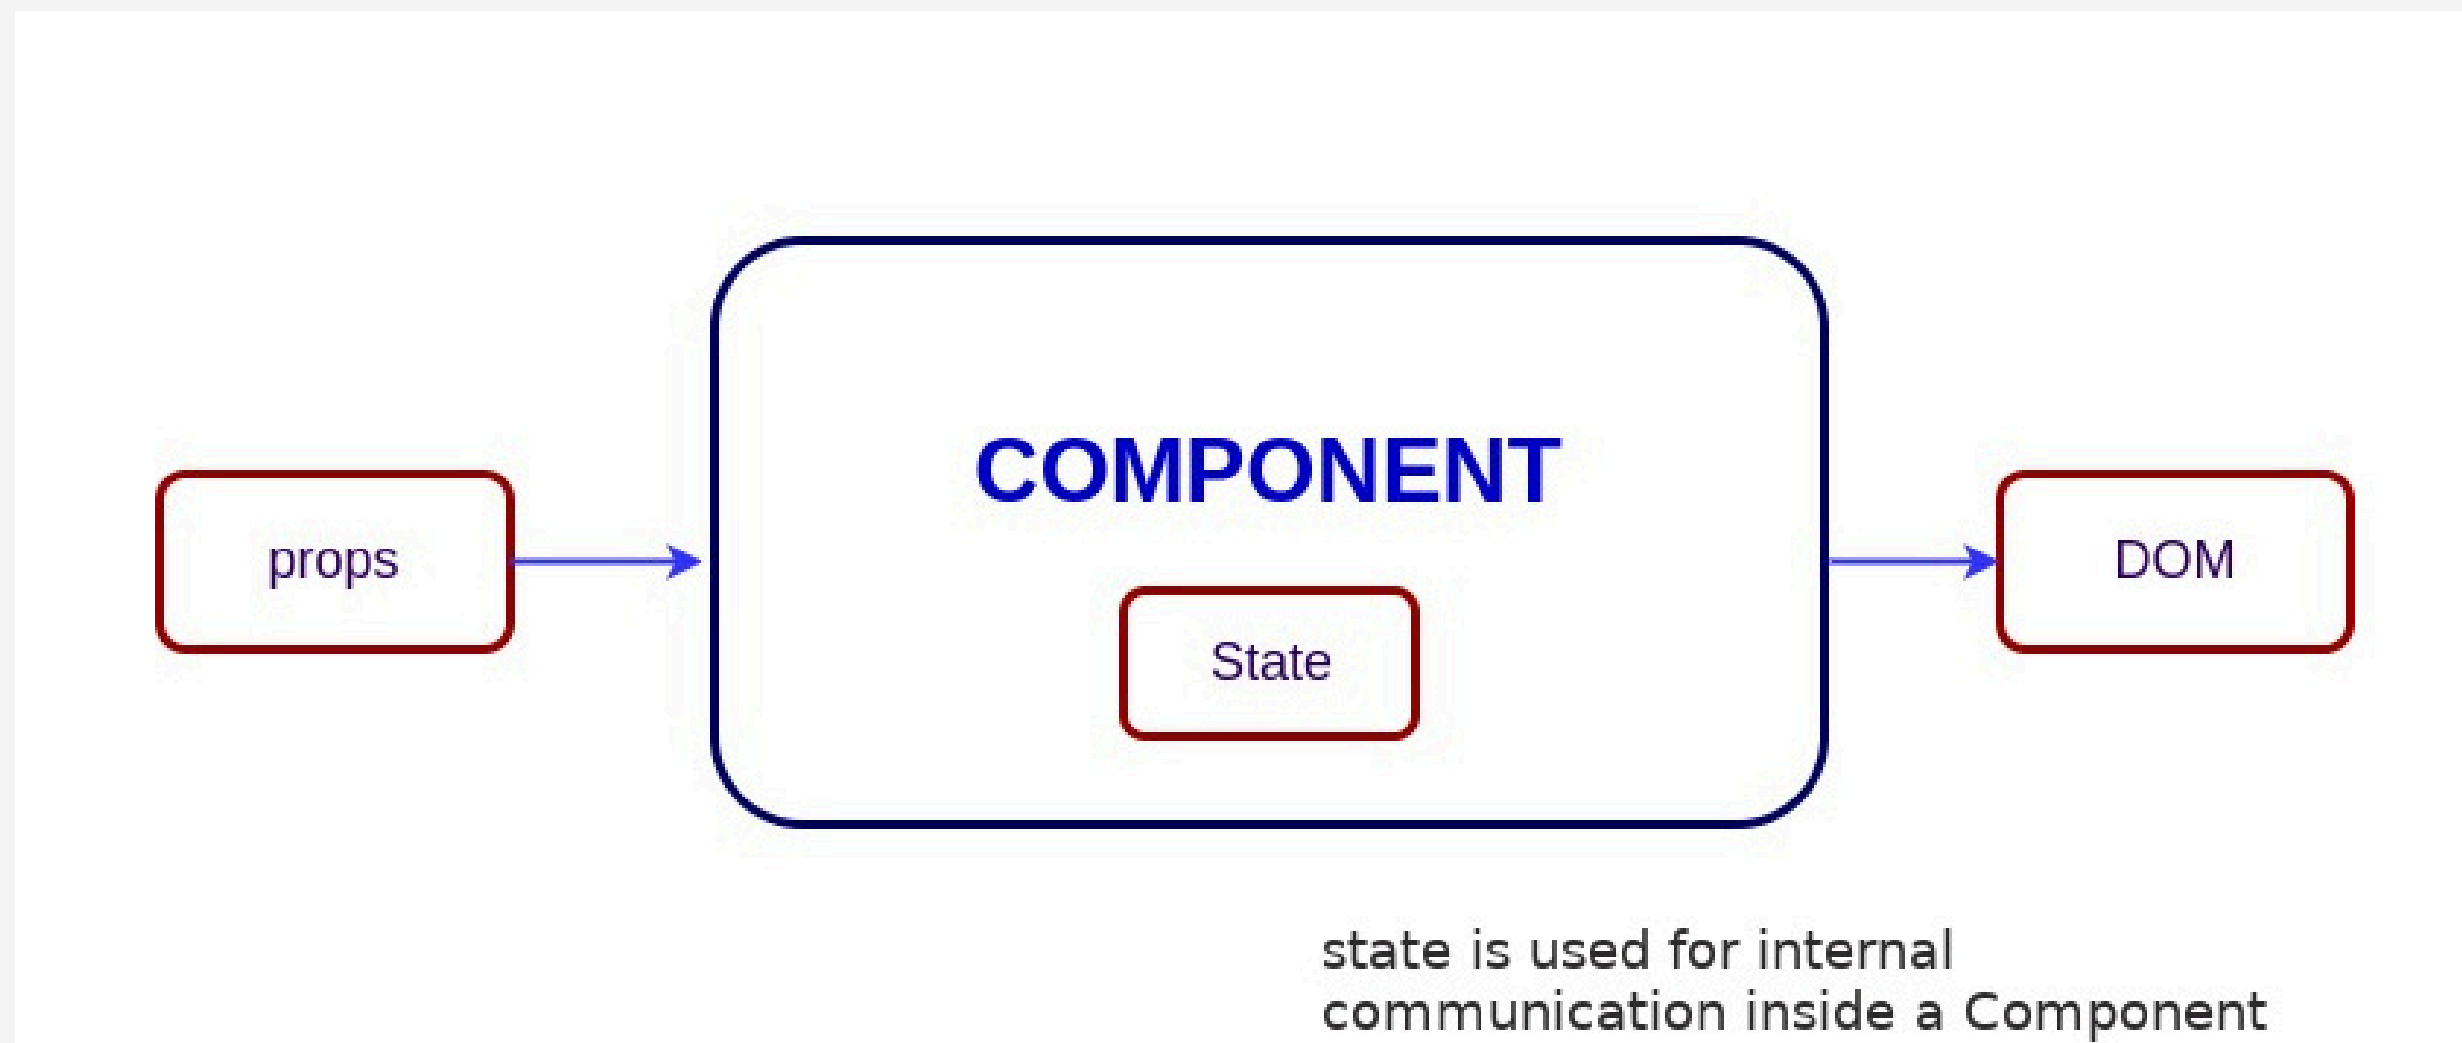 COMPONENT
props
DOM
State
state is used for internal
communication inside a Component